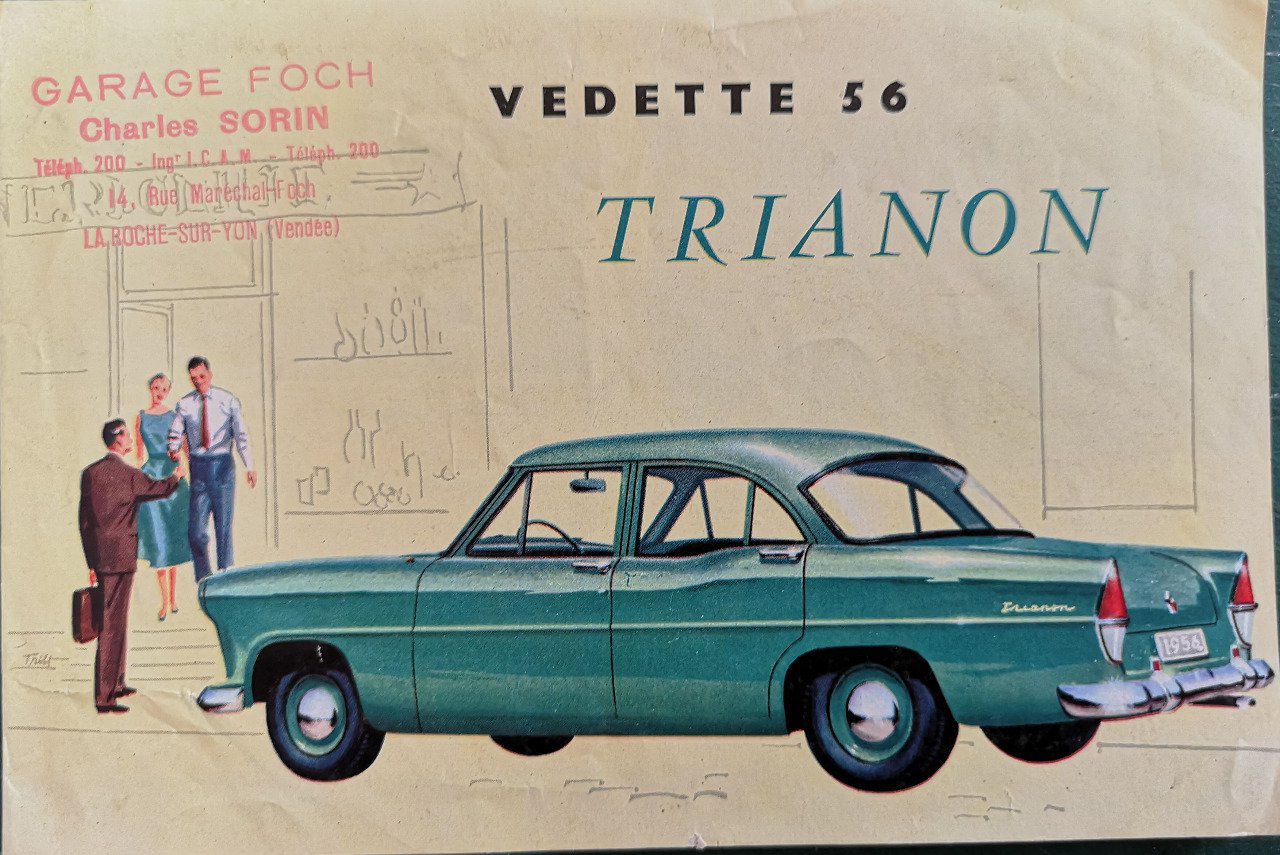 GARAGE FOCH
Charles SORIN
Téléph. 200 - Ingr I.C.A.M. - Téléph. 200
14, Rue Maréchal-Foch
LA ROCHE-SUR-YON (Vendée)
VEDETTE 56
TRIANON
Trianon
1956